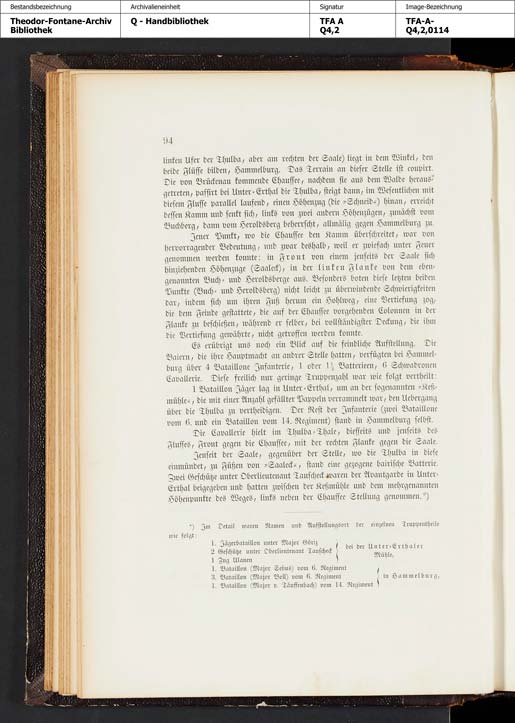 Bestandsbezeichnung
Theodor-Fontane-Archiv
Bibliothek
Archivalieneinheit
Q - Handbibliothek
Signatur
TFA A
Q4,2
Image-Bezeichnung
TFA-A-
Q4,2,0114
94
linken Ufer der Thulba, aber am rechten der Saale) liegt in dem Winkel, den
beide Flüsse bilden, Hammelburg. Das Terrain an dieser Stelle ist coupirt.
Die von Brückenau kommende Chaussee, nachdem sie aus dem Walde heraus-
getreten, passirt bei Unter-Erthal die Thulba, steigt dann, im Wesentlichen mit
diesem Flusse parallel laufend, einen Höhenzug (die »Schneid«) hinan, erreicht
dessen Kamm und senkt sich, links von zwei andern Höhenzügen, zunächst vom
Buchberg, dann vom Heroldsberg beherrscht, allmälig gegen Hammelburg zu.
Jener Punkt, wo die Chaussee den Kamm überschreitet, war von
hervorragender Bedeutung, und zwar deshalb, weil er zwiefach unter Feuer
genommen werden konnte: in Front von einem jenseits der Saale sich
hinziehenden Höhenzuge (Saaleck), in der linken Flanke von dem eben-
genannten Buch- und Heroldsberge aus. Besonders boten diese letzten beiden
Punkte (Buch- und Heroldsberg) nicht leicht zu überwindende Schwierigkeiten
dar, indem sich um ihren Fuß herum ein Hohlweg, eine Vertiefung zog,
die dem Feinde gestattete, die auf der Chaussee vorgehenden Colonnen in der
Flanke zu beschießen, während er selber, bei vollständigster Deckung, die ihm
die Vertiefung gewährte, nicht getroffen werden konnte.
Es erübrigt uns noch ein Blick auf die feindliche Aufstellung. Die
Baiern, die ihre Hauptmacht an andrer Stelle hatten, verfügten bei Hammel-
burg über 4 Bataillone Infanterie, 1 oder 1½ Batterieen, 6 Schwadronen
Cavallerie. Diese freilich nur geringe Truppenzahl war wie folgt vertheilt:
1 Bataillon Jäger lag in Unter-Erthal, um an der sogenannten »Keß-
mühle«, die mit einer Anzahl gefällter Pappeln verrammelt war, den Uebergang
über die Thulba zu vertheidigen. Der Rest der Infanterie (zwei Bataillone
vom 6. und ein Bataillon vom 14. Regiment) stand in Hammelburg selbst.
Die Cavallerie hielt im Thulba-Thale, diesseits und jenseits des
Flusses, Front gegen die Chaussee, mit der rechten Flanke gegen die Saale.
Jenseit der Saale, gegenüber der Stelle, wo die Thulba in diese
einmündet, zu Füßen von »Saaleck«, stand eine gezogene bairische Batterie.
Zwei Geschütze unter Oberlieutenant Tauscheck waren der Avantgarde in Unter-
Erthal beigegeben und hatten zwischen der Keßmühle und dem mehrgenannten
Höhenpunkte des Weges, links neben der Chaussee Stellung genommen.*)
*) Im Detail waren Namen und Aufstellungsort der einzelnen Truppentheile
wie folgt:
1. Jägerbataillon unter Major Göriz
2 Geschütze unter Oberlieutenant Tauscheck
1 Zug Ulanen
bei der Unter-Erthaler
Mühle,
1. Bataillon (Major Sebus) vom 6. Regiment
3. Bataillon (Major Boll) vom 6. Regiment
1. Bataillon (Major v. Täuffenbach) vom 14. Regiment
in Hammelburg,